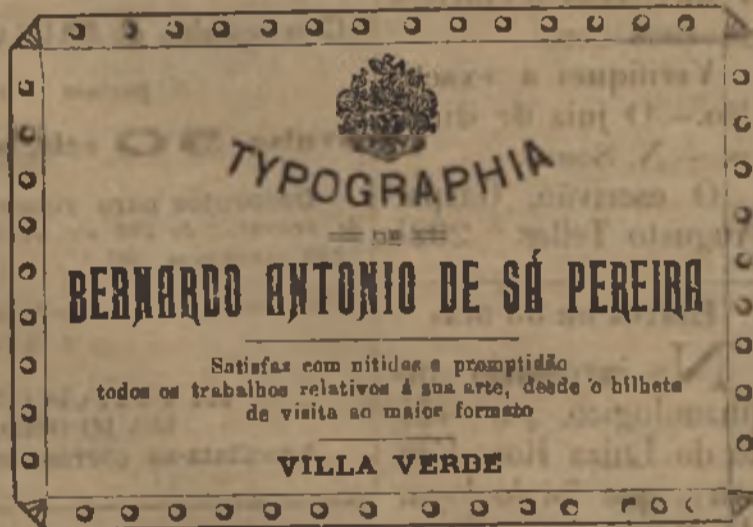 TYPOGRAPHIA
DE
BERNARDO ANTONIO DE SÁ PEREIRA
Satisfaz com nitidez e promptidão
todos os trabalhos relativos á sua arte, desde o bilhete
de visita ao maior formato
VILLA VERDE